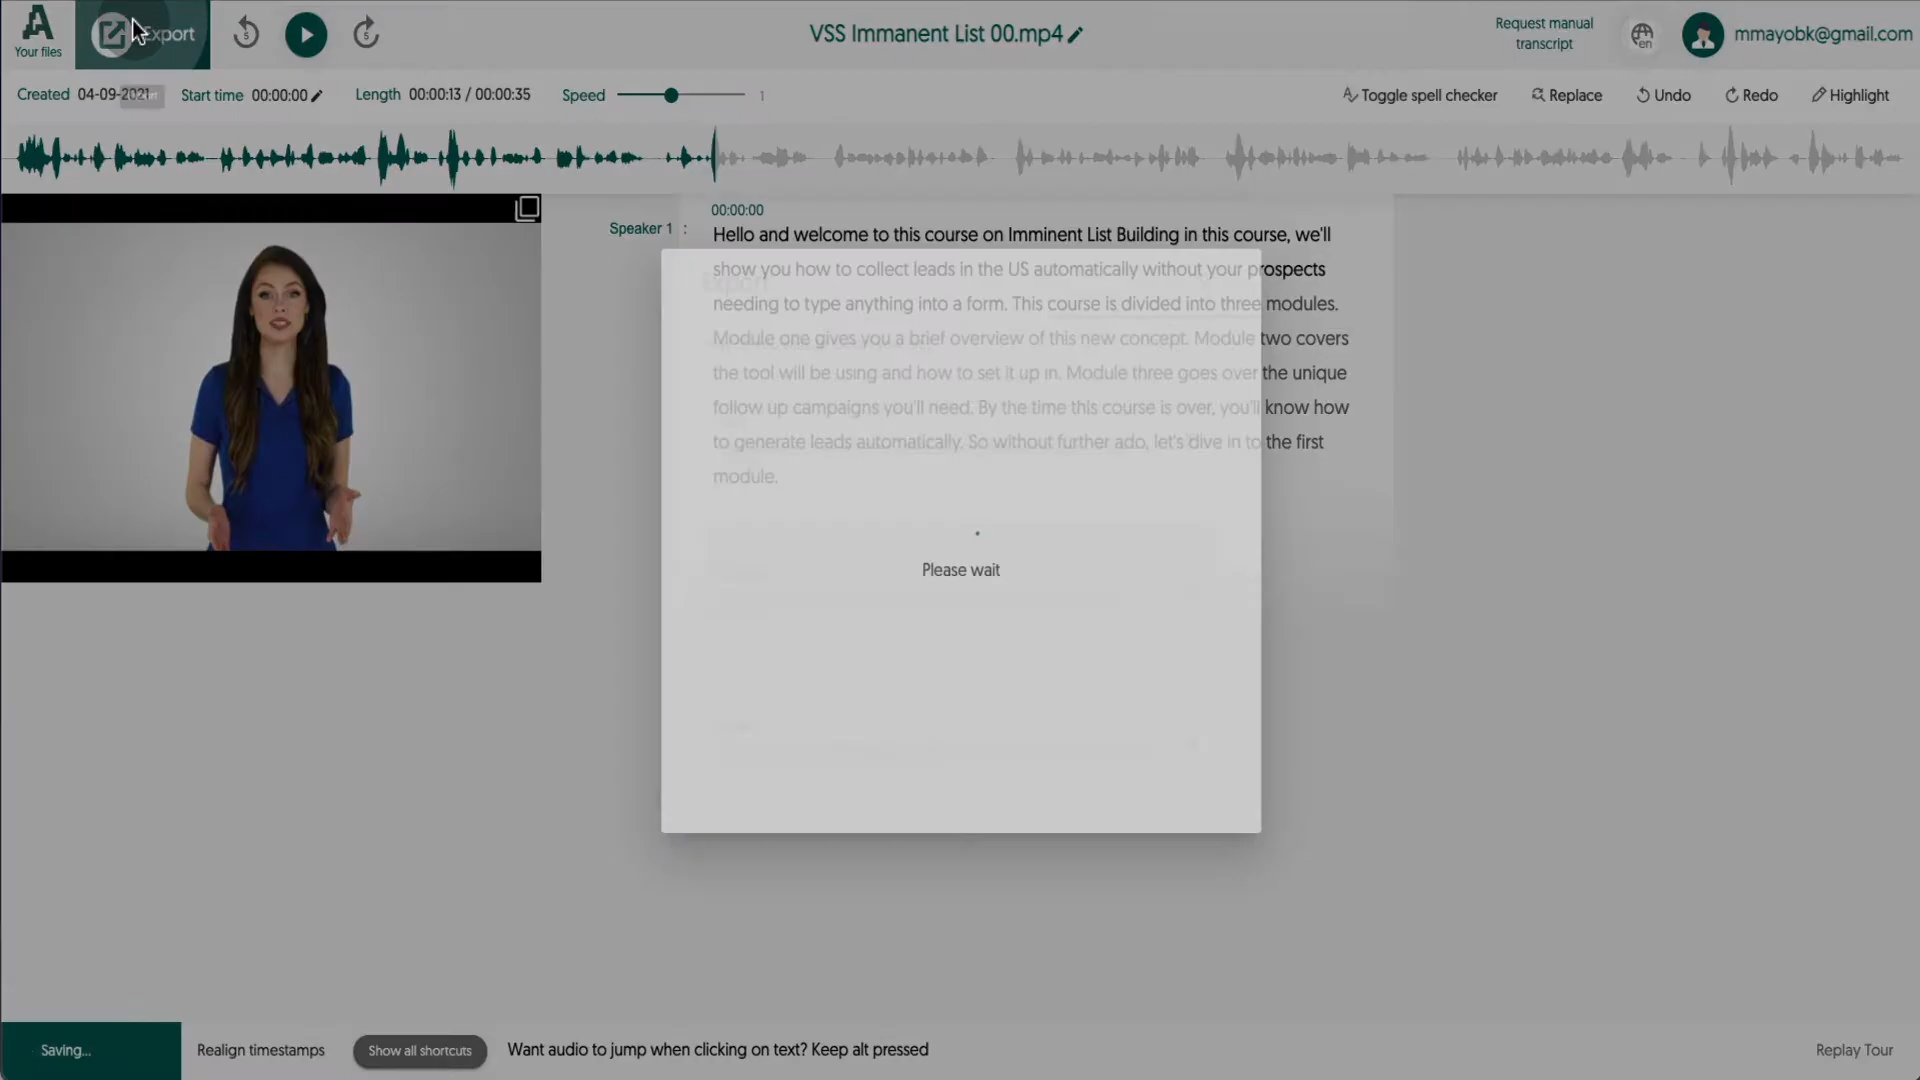 Your files
Export
5
5
VSS Immanent List 00.mp4
Request manual
transcript
en
mmayobk@gmail.com
Created 04-09-2021
Start time 00:00:00
Length 00:00:13 / 00:00:35
Speed
1
Toggle spell checker
Replace
Undo
Redo
Highlight
00:00:00
Speaker 1 :
Hello and welcome to this course on Imminent List Building in this course, we'll
show you how to collect leads in the US automatically without your prospects
needing to type anything into a form. This course is divided into three modules.
Module one gives you a brief overview of this new concept. Module two covers
the tool will be using and how to set it up in. Module three goes over the unique
follow up campaigns you'll need. By the time this course is over, you'll know how
to generate leads automatically. So without further ado, let's dive in to the first
module.
Export
Please wait
Saving...
Realign timestamps
Show all shortcuts
Want audio to jump when clicking on text? Keep alt pressed
Replay Tour